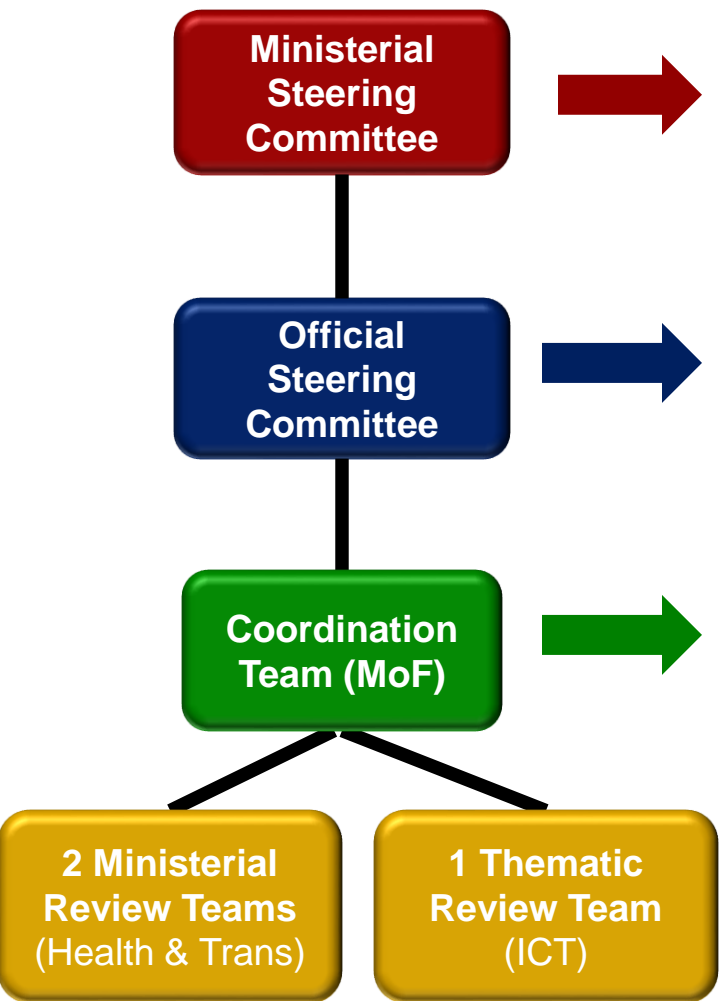 Ministerial
Steering
Committee
Official
Steering
Committee
Coordination
Team (MoF)
2 Ministerial
Review Teams
(Health & Trans)
1 Thematic
Review Team
(ICT)